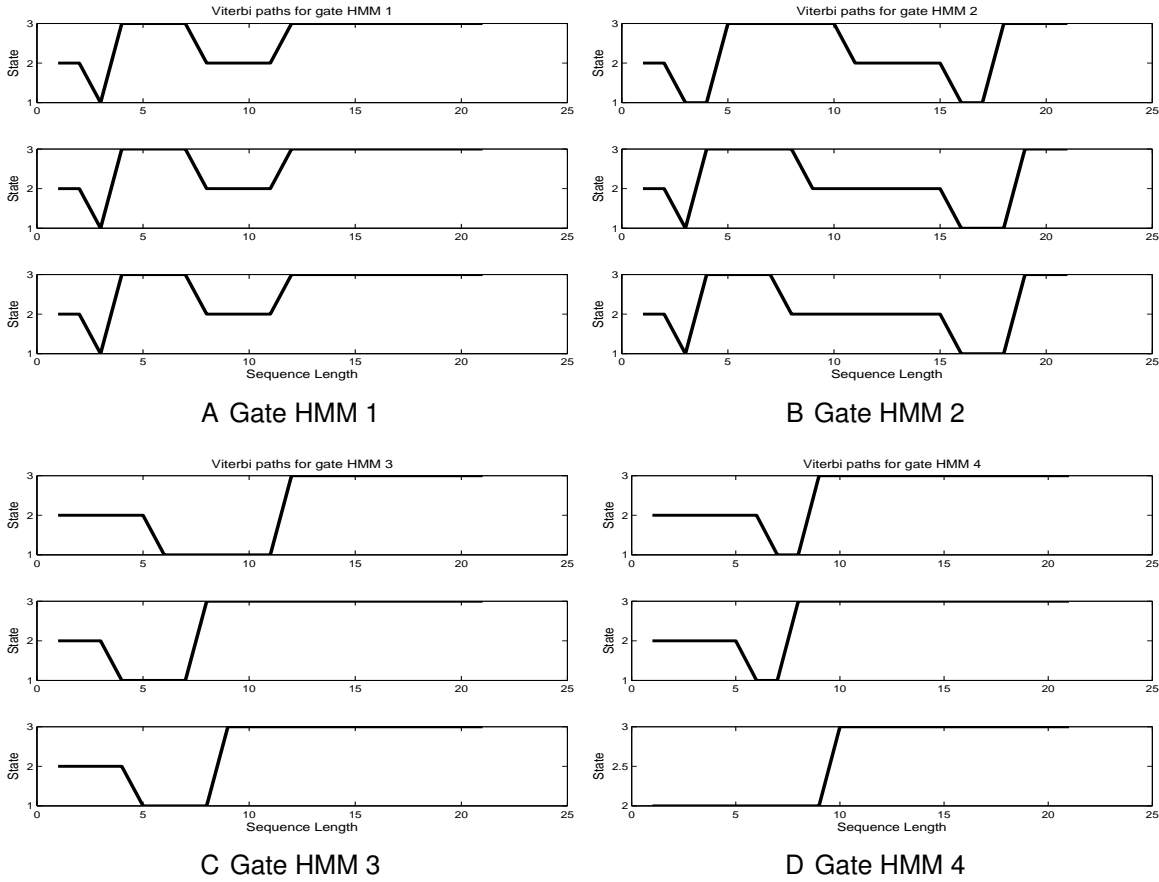 Viterbi paths for gate HMM 1
State
3
2
1
0 5 10 15 20 25
State
3
2
1
0 5 10 15 20 25
State
3
2
1
0 5 10 15 20 25
Sequence Length
A Gate HMM 1
Viterbi paths for gate HMM 2
State
3
2
1
0 5 10 15 20 25
State
3
2
1
0 5 10 15 20 25
State
3
2
1
0 5 10 15 20 25
Sequence Length
B Gate HMM 2
Viterbi paths for gate HMM 3
State
3
2
1
0 5 10 15 20 25
State
3
2
1
0 5 10 15 20 25
State
3
2
1
0 5 10 15 20 25
Sequence Length
C Gate HMM 3
Viterbi paths for gate HMM 4
State
3
2
1
0 5 10 15 20 25
State
3
2
1
0 5 10 15 20 25
State
3
2.5
2
0 5 10 15 20 25
Sequence Length
D Gate HMM 4